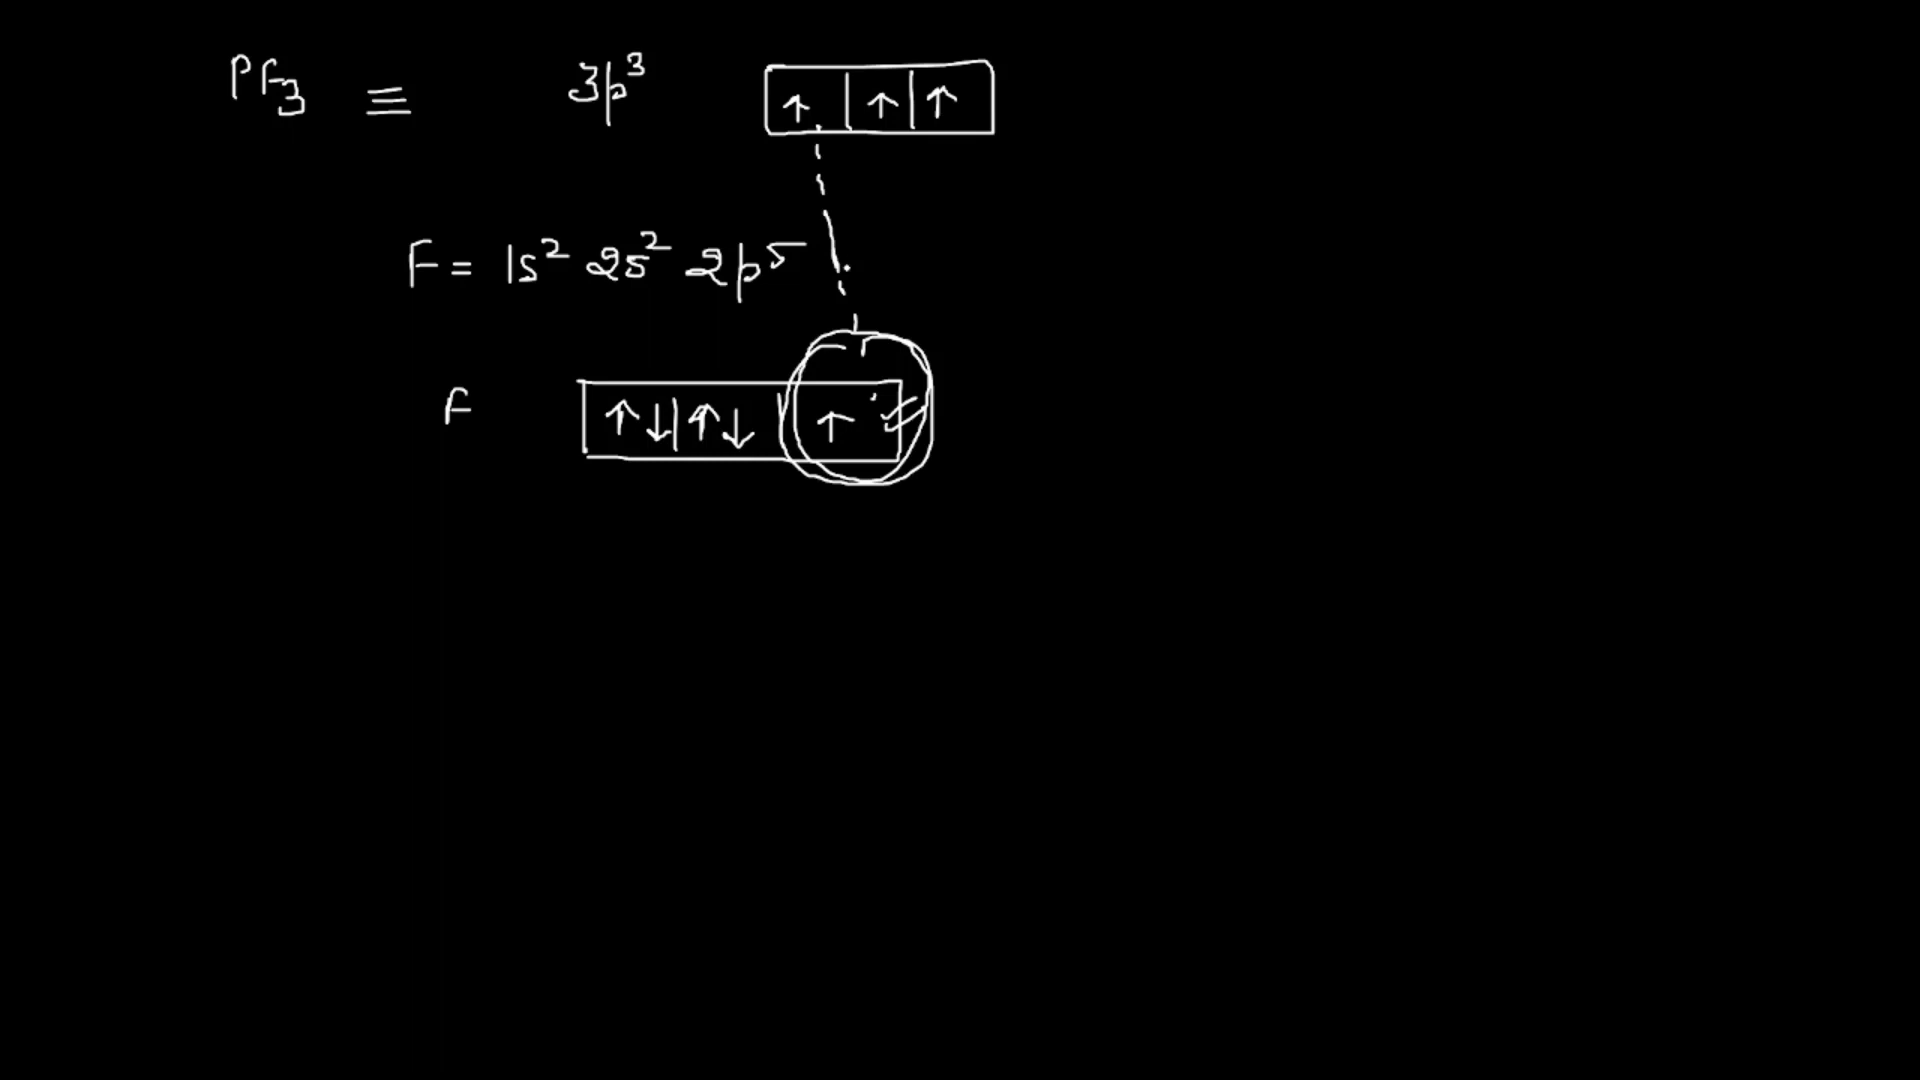 PF₃ ≡ 3p³ ↑ | ↑ | ↑
F = 1s² 2s² 2p⁵
F ↑↓ | ↑↓ | ↑